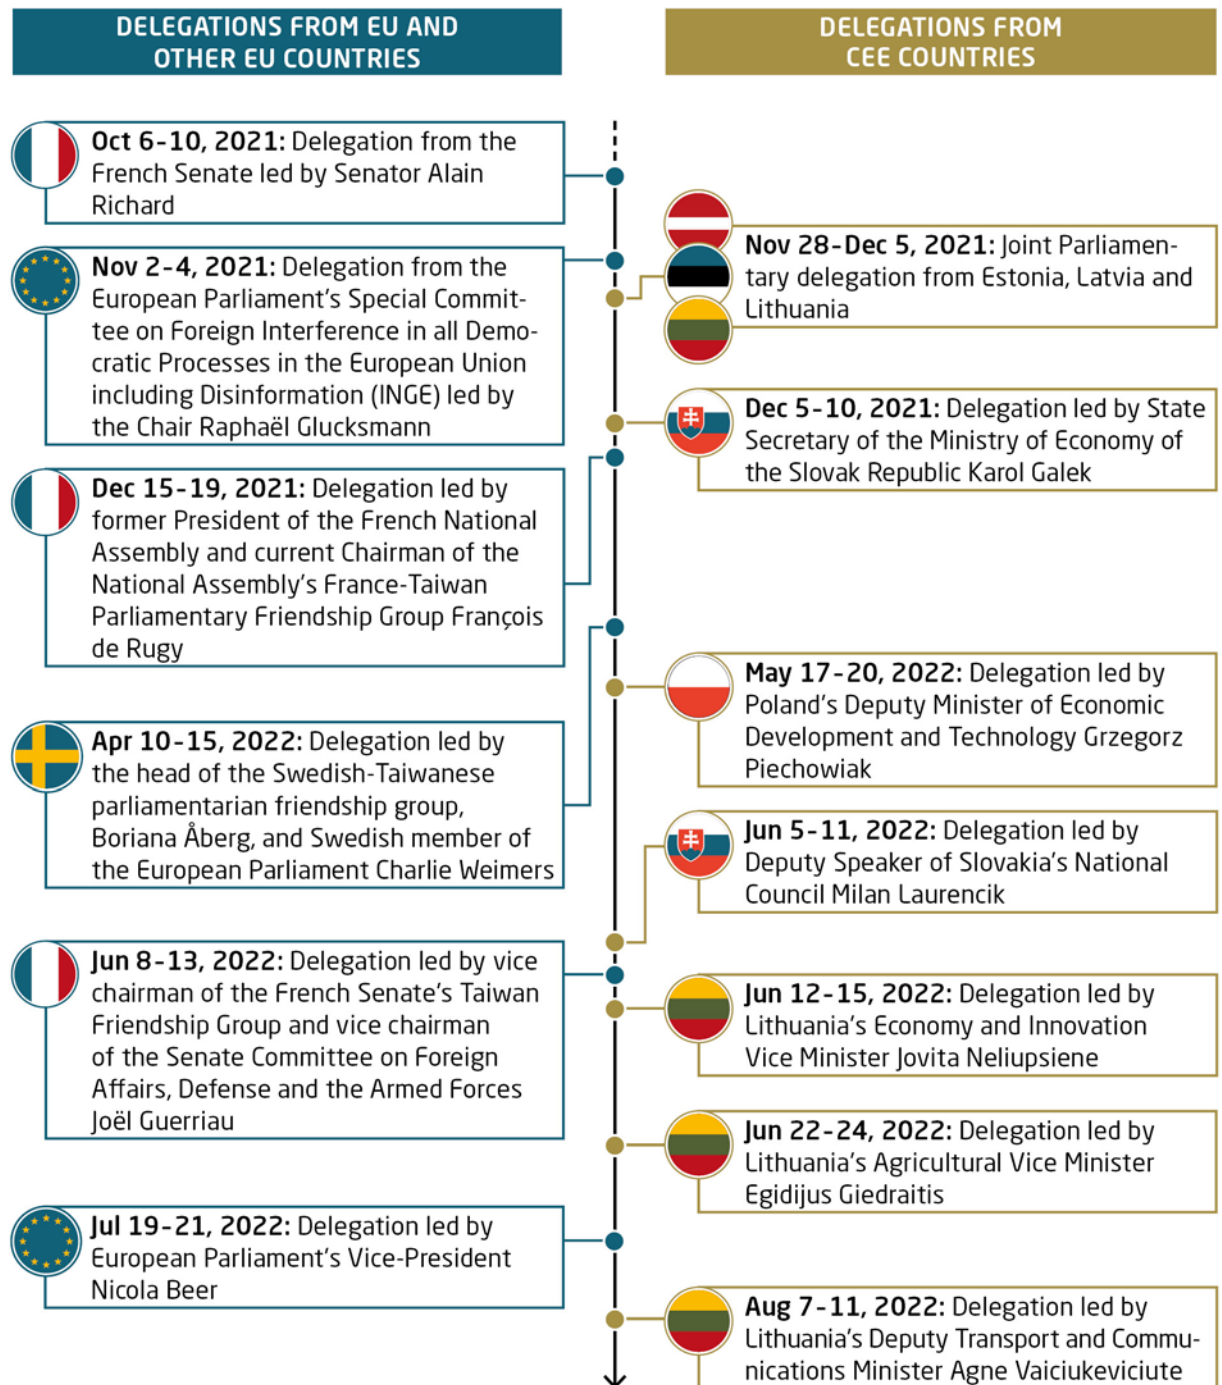 DELEGATIONS FROM EU AND
OTHER EU COUNTRIES
Oct 6-10, 2021: Delegation from the
French Senate led by Senator Alain
Richard
Nov 2-4, 2021: Delegation from the
European Parliament's Special Commit-
tee on Foreign Interference in all Demo-
cratic Processes in the European Union
including Disinformation (INGE) led by
the Chair Raphaël Glucksmann
Dec 15-19, 2021: Delegation led by
former President of the French National
Assembly and current Chairman of the
National Assembly's France-Taiwan
Parliamentary Friendship Group François
de Rugy
Apr 10-15, 2022: Delegation led by
the head of the Swedish-Taiwanese
parliamentarian friendship group,
Boriana Åberg, and Swedish member of
the European Parliament Charlie Weimers
Jun 8-13, 2022: Delegation led by vice
chairman of the French Senate's Taiwan
Friendship Group and vice chairman
of the Senate Committee on Foreign
Affairs, Defense and the Armed Forces
Joël Guerriau
Jul 19-21, 2022: Delegation led by
European Parliament's Vice-President
Nicola Beer
DELEGATIONS FROM
CEE COUNTRIES
Nov 28-Dec 5, 2021: Joint Parliamen-
tary delegation from Estonia, Latvia and
Lithuania
Dec 5-10, 2021: Delegation led by State
Secretary of the Ministry of Economy of
the Slovak Republic Karol Galek
May 17-20, 2022: Delegation led by
Poland's Deputy Minister of Economic
Development and Technology Grzegorz
Piechowiak
Jun 5-11, 2022: Delegation led by
Deputy Speaker of Slovakia's National
Council Milan Laurencik
Jun 12-15, 2022: Delegation led by
Lithuania's Economy and Innovation
Vice Minister Jovita Neliupsiene
Jun 22-24, 2022: Delegation led by
Lithuania's Agricultural Vice Minister
Egidijus Giedraitis
Aug 7-11, 2022: Delegation led by
Lithuania's Deputy Transport and Commu-
nications Minister Agne Vaiciukeviciute